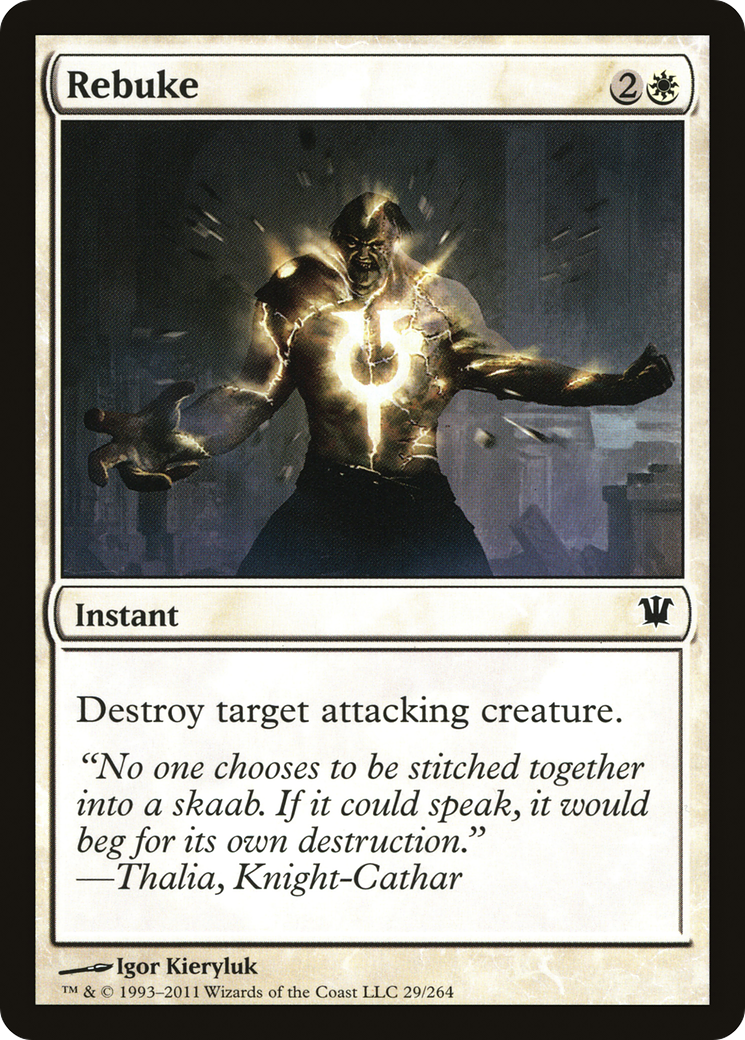 Rebuke 2
Instant
Destroy target attacking creature.
“No one chooses to be stitched together
into a skaab. If it could speak, it would
beg for its own destruction.”
—Thalia, Knight-Cathar
Igor Kieryluk
™ & © 1993–2011 Wizards of the Coast LLC 29/264